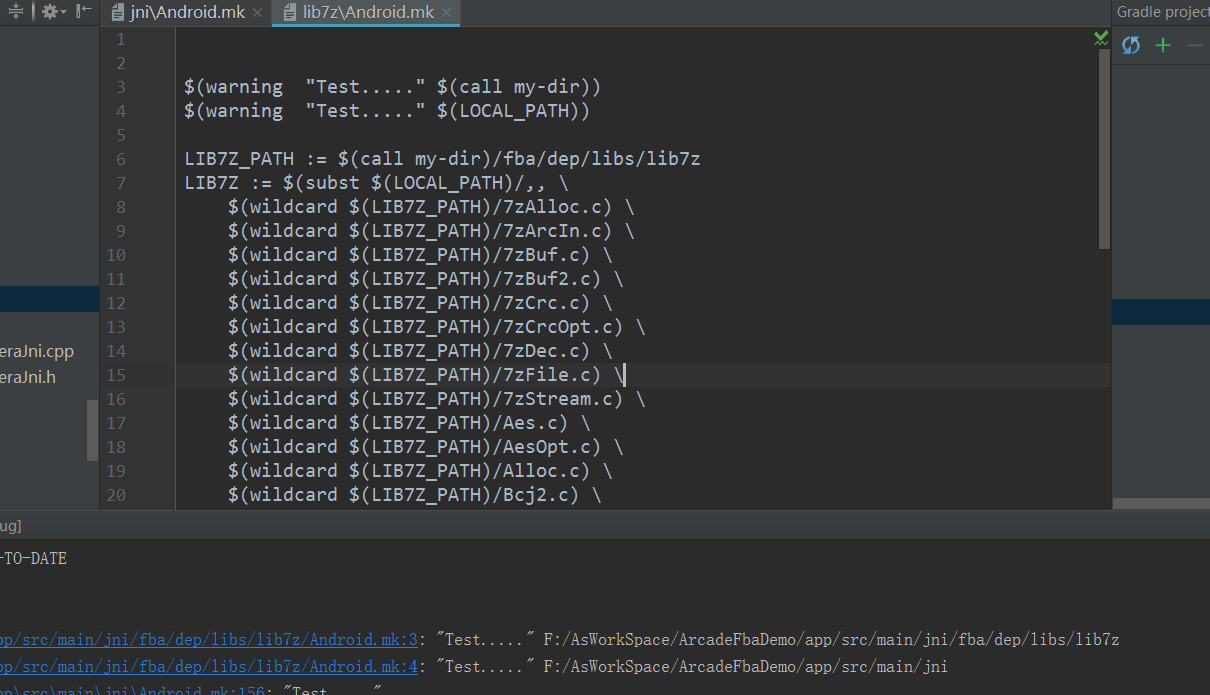 jni\Android.mk × lib7z\Android.mk × Gradle project
1
2
3 $(warning  "Test....." $(call my-dir))
4 $(warning  "Test....." $(LOCAL_PATH))
5
6 LIB7Z_PATH := $(call my-dir)/fba/dep/libs/lib7z
7 LIB7Z := $(subst $(LOCAL_PATH)/,, \
8 $(wildcard $(LIB7Z_PATH)/7zAlloc.c) \
9 $(wildcard $(LIB7Z_PATH)/7zArcIn.c) \
10 $(wildcard $(LIB7Z_PATH)/7zBuf.c) \
11 $(wildcard $(LIB7Z_PATH)/7zBuf2.c) \
12 $(wildcard $(LIB7Z_PATH)/7zCrc.c) \
13 $(wildcard $(LIB7Z_PATH)/7zCrcOpt.c) \
14 $(wildcard $(LIB7Z_PATH)/7zDec.c) \
15 $(wildcard $(LIB7Z_PATH)/7zFile.c) \
16 $(wildcard $(LIB7Z_PATH)/7zStream.c) \
17 $(wildcard $(LIB7Z_PATH)/Aes.c) \
18 $(wildcard $(LIB7Z_PATH)/AesOpt.c) \
19 $(wildcard $(LIB7Z_PATH)/Alloc.c) \
20 $(wildcard $(LIB7Z_PATH)/Bcj2.c) \
eraJni.cpp
eraJni.h
ug]
-TO-DATE
pp/src/main/jni/fba/dep/libs/lib7z/Android.mk:3: "Test....." F:/AsWorkSpace/ArcadeFbaDemo/app/src/main/jni/fba/dep/libs/lib7z
pp/src/main/jni/fba/dep/libs/lib7z/Android.mk:4: "Test....." F:/AsWorkSpace/ArcadeFbaDemo/app/src/main/jni
pp\src\main\jni\Android.mk:156: "Test....."